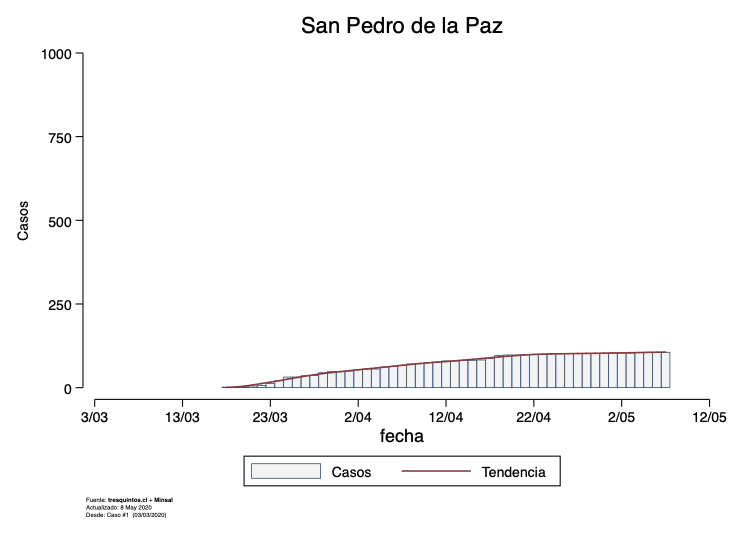 San Pedro de la Paz
1000
750
500
250
0
Casos
3/03 13/03 23/03 2/04 12/04 22/04 2/05 12/05
fecha
Casos Tendencia
Fuente: tresquintos.cl + Minsal
Actualizado: 8 May 2020
Desde: Caso #1 (03/03/2020)